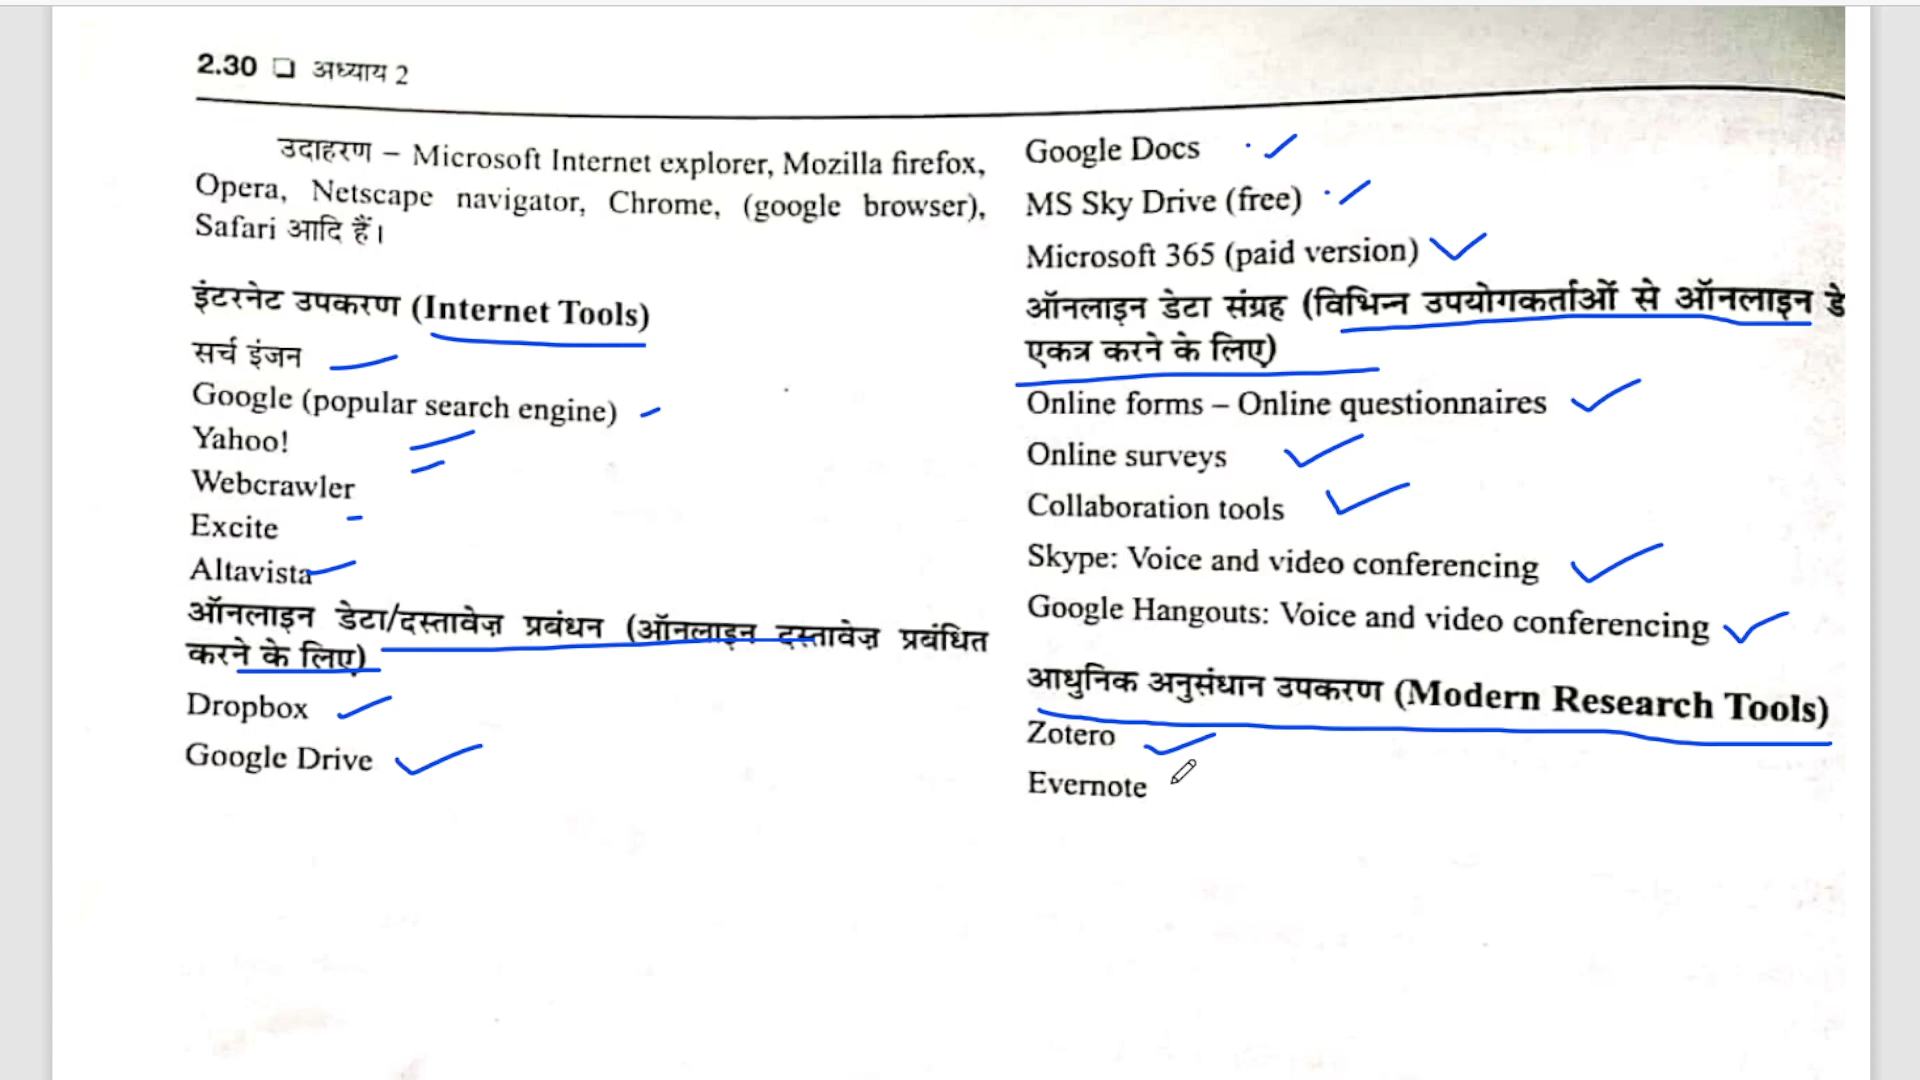 2.30 ❏ अध्याय 2
उदाहरण – Microsoft Internet explorer, Mozilla firefox,
Opera, Netscape navigator, Chrome, (google browser),
Safari आदि हैं।
इंटरनेट उपकरण (Internet Tools)
सर्च इंजन
Google (popular search engine)
Yahoo!
Webcrawler
Excite
Altavista
ऑनलाइन डेटा/दस्तावेज़ प्रबंधन (ऑनलाइन दस्तावेज़ प्रबंधित
करने के लिए)
Dropbox
Google Drive
Google Docs
MS Sky Drive (free)
Microsoft 365 (paid version)
ऑनलाइन डेटा संग्रह (विभिन्न उपयोगकर्ताओं से ऑनलाइन डे
एकत्र करने के लिए)
Online forms – Online questionnaires
Online surveys
Collaboration tools
Skype: Voice and video conferencing
Google Hangouts: Voice and video conferencing
आधुनिक अनुसंधान उपकरण (Modern Research Tools)
Zotero
Evernote